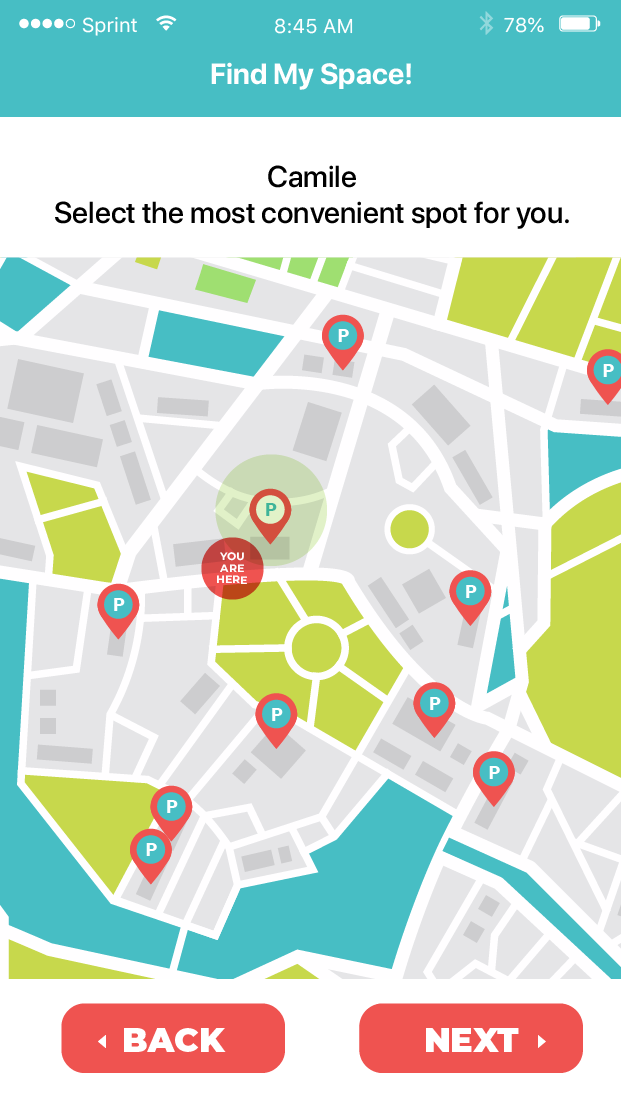 Sprint 8:45 AM 78%
Find My Space!
Camile
Select the most convenient spot for you.
P
P
P
YOU
ARE
HERE
P
P
P
P
P
P
P
BACK NEXT